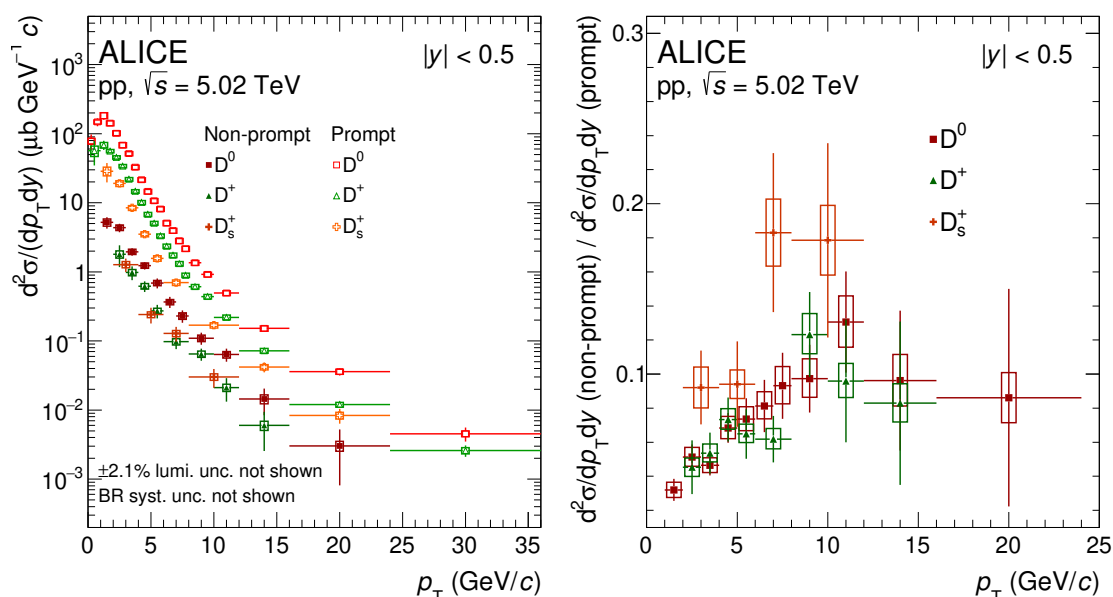 d²σ/(dp_T dy) (μb GeV⁻¹ c)
10³
10²
10
1
10⁻¹
10⁻²
10⁻³
ALICE
|y| < 0.5
pp, √s = 5.02 TeV
Non-prompt Prompt
D⁰ D⁰
D⁺ D⁺
D_s⁺ D_s⁺
±2.1% lumi. unc. not shown
BR syst. unc. not shown
0 5 10 15 20 25 30 35
p_T (GeV/c)
d²σ/dp_T dy (non-prompt) / d²σ/dp_T dy (prompt)
0.3
0.2
0.1
ALICE
|y| < 0.5
pp, √s = 5.02 TeV
D⁰
D⁺
D_s⁺
0 5 10 15 20 25
p_T (GeV/c)